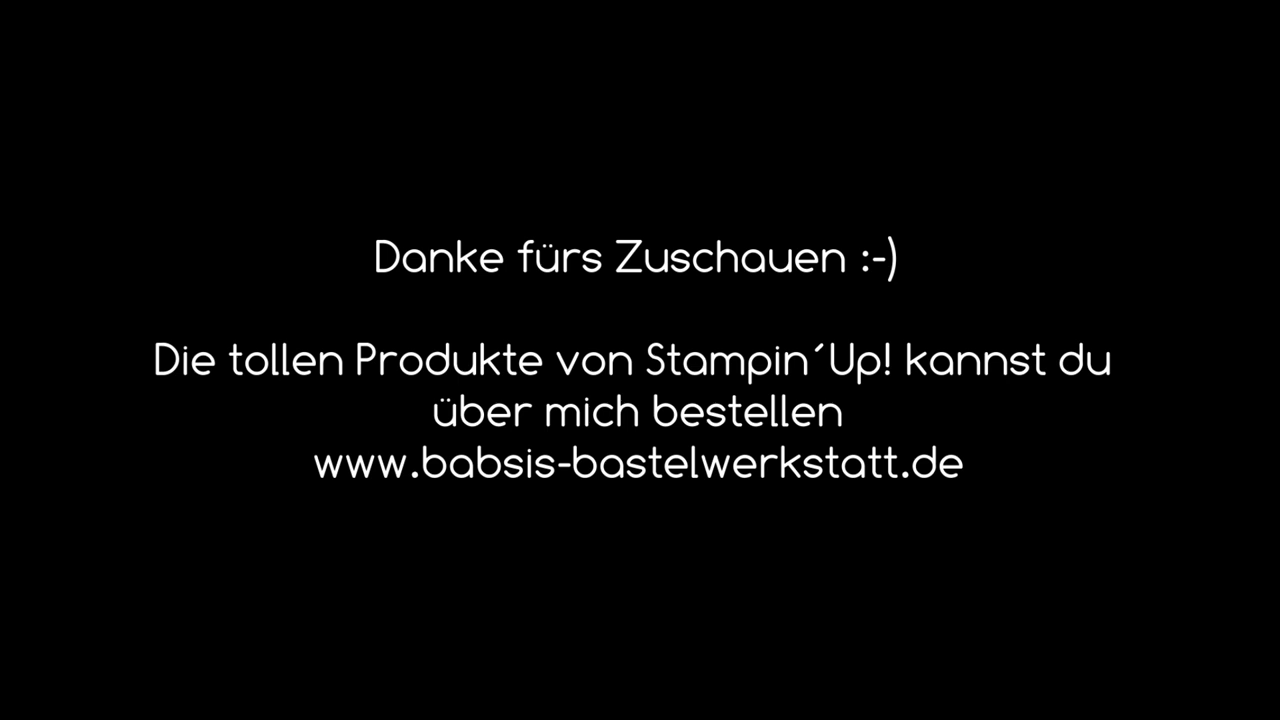 Danke fürs Zuschauen :-)
Die tollen Produkte von Stampin´Up! kannst du
über mich bestellen
www.babsis-bastelwerkstatt.de